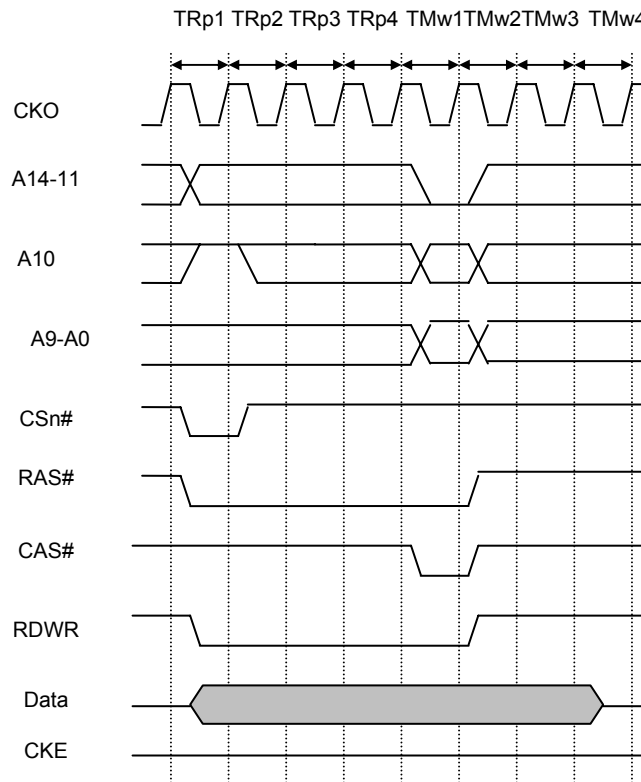 TRp1 TRp2 TRp3 TRp4 TMw1TMw2TMw3 TMw4
CKO
A14-11
A10
A9-A0
CSn#
RAS#
CAS#
RDWR
Data
CKE